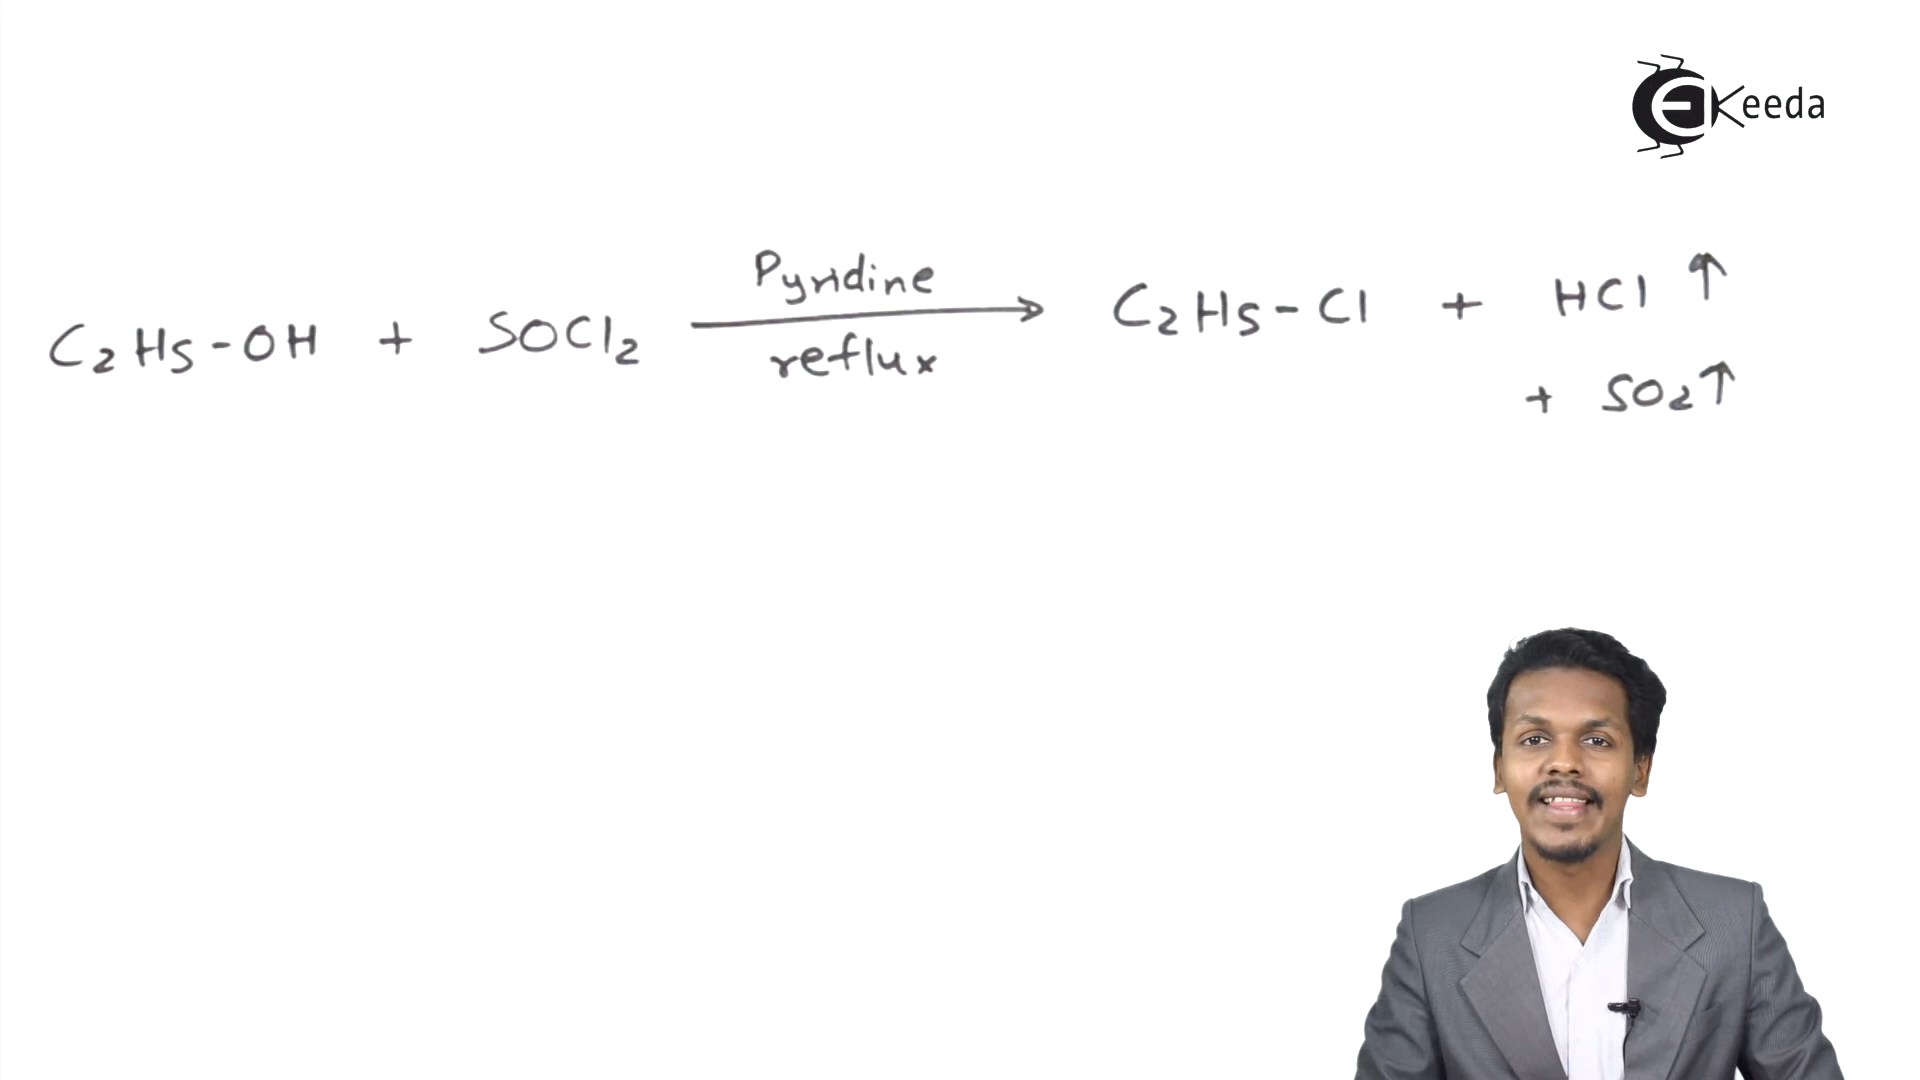 EKeeda
Pyridine
C2H5-OH + SOCl2 → C2H5-Cl + HCl ↑
reflux
+ SO2↑